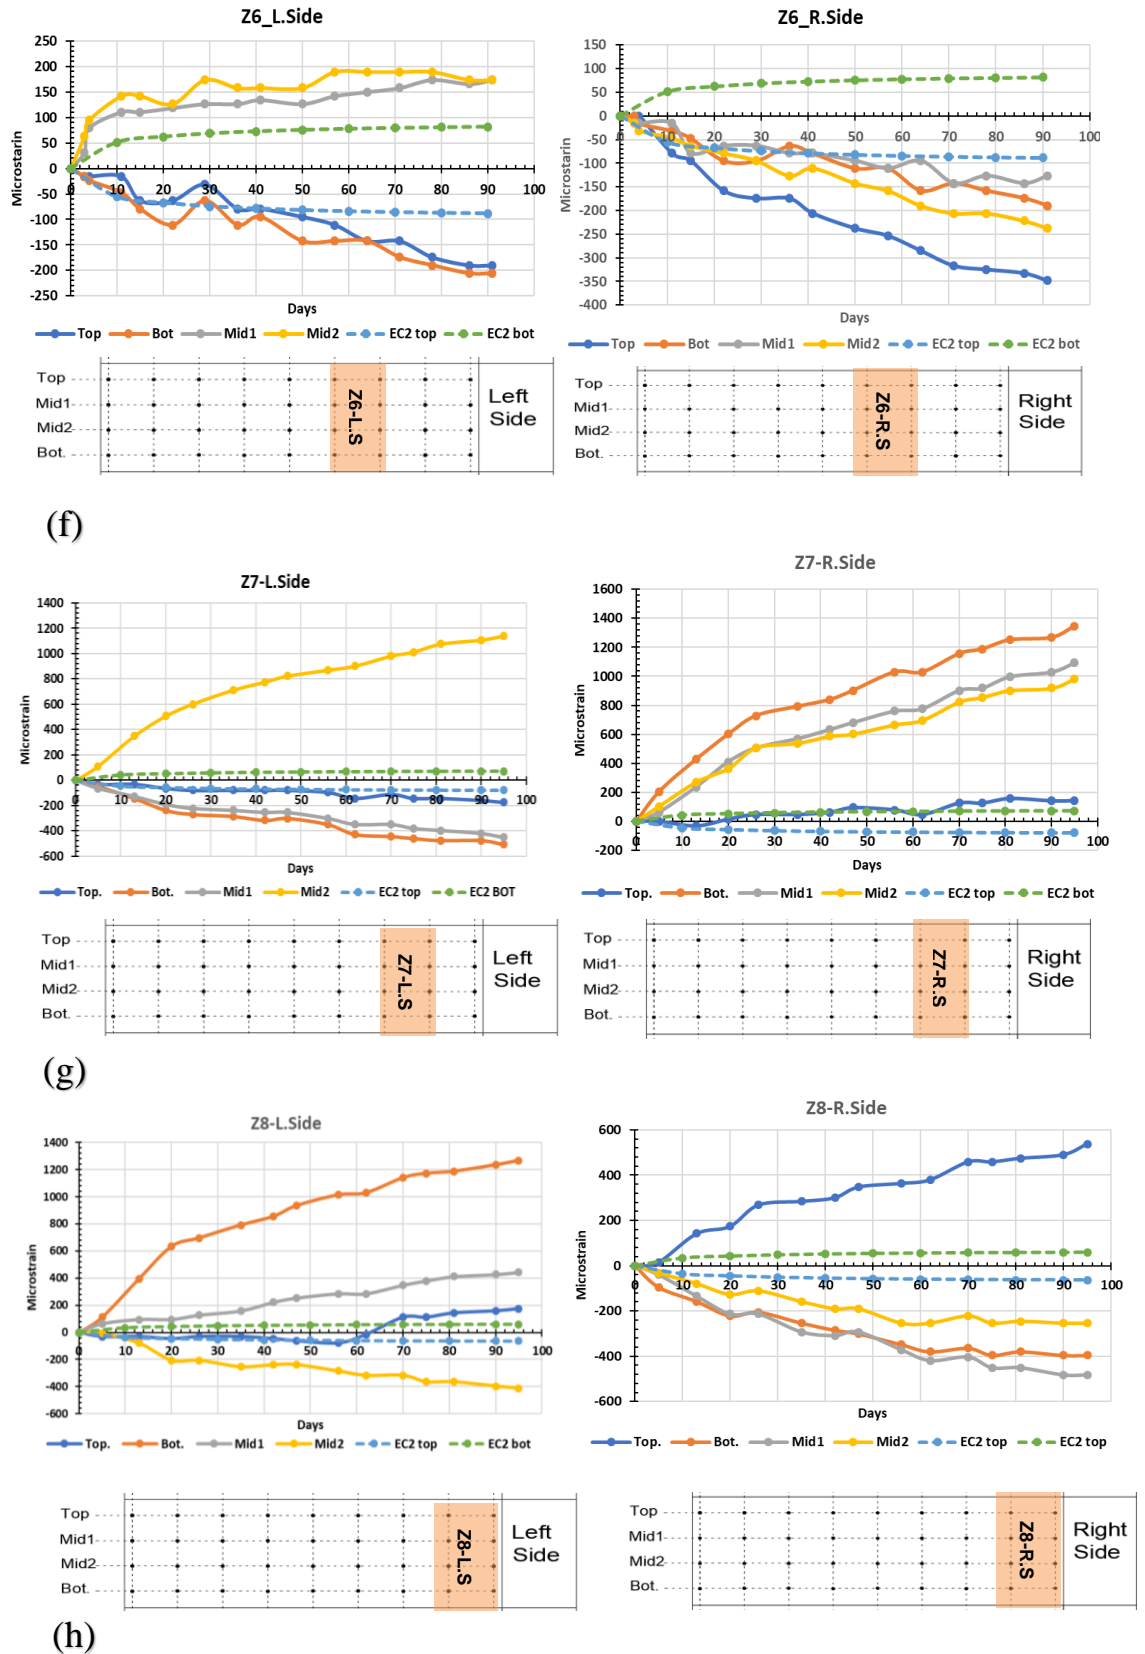 Z6_L.Side
250
200
150
100
50
0
-50
-100
-150
-200
-250
0 10 20 30 40 50 60 70 80 90 100
Microstarin
Days
Top Bot Mid1 Mid2 EC2 top EC2 bot
Top
Mid1
Mid2
Bot.
Z6-L.S
Left
Side
Z6_R.Side
150
100
50
0
-50
-100
-150
-200
-250
-300
-350
-400
0 10 20 30 40 50 60 70 80 90 100
Microstarin
Days
Top Bot Mid1 Mid2 EC2 top EC2 bot
Top
Mid1
Mid2
Bot.
Z6-R.S
Right
Side
(f)
Z7-L.Side
1400
1200
1000
800
600
400
200
0
-200
-400
-600
0 10 20 30 40 50 60 70 80 90 100
Microstrain
Days
Top. Bot. Mid1 Mid2 EC2 top EC2 BOT
Top
Mid1
Mid2
Bot.
Z7-L.S
Left
Side
Z7-R.Side
1600
1400
1200
1000
800
600
400
200
0
-200
0 10 20 30 40 50 60 70 80 90 100
Microstrain
Days
Top. Bot. Mid1 Mid2 EC2 top EC2 bot
Top
Mid1
Mid2
Bot.
Z7-R.S
Right
Side
(g)
Z8-L.Side
1400
1200
1000
800
600
400
200
0
-200
-400
-600
0 10 20 30 40 50 60 70 80 90 100
Microstrain
Days
Top. Bot. Mid1 Mid2 EC2 top EC2 bot
Top
Mid1
Mid2
Bot.
Z8-L.S
Left
Side
Z8-R.Side
600
400
200
0
-200
-400
-600
0 10 20 30 40 50 60 70 80 90 100
Microstrain
Days
Top. Bot. Mid1 Mid2 EC2 top EC2 top
Top
Mid1
Mid2
Bot.
Z8-R.S
Right
Side
(h)